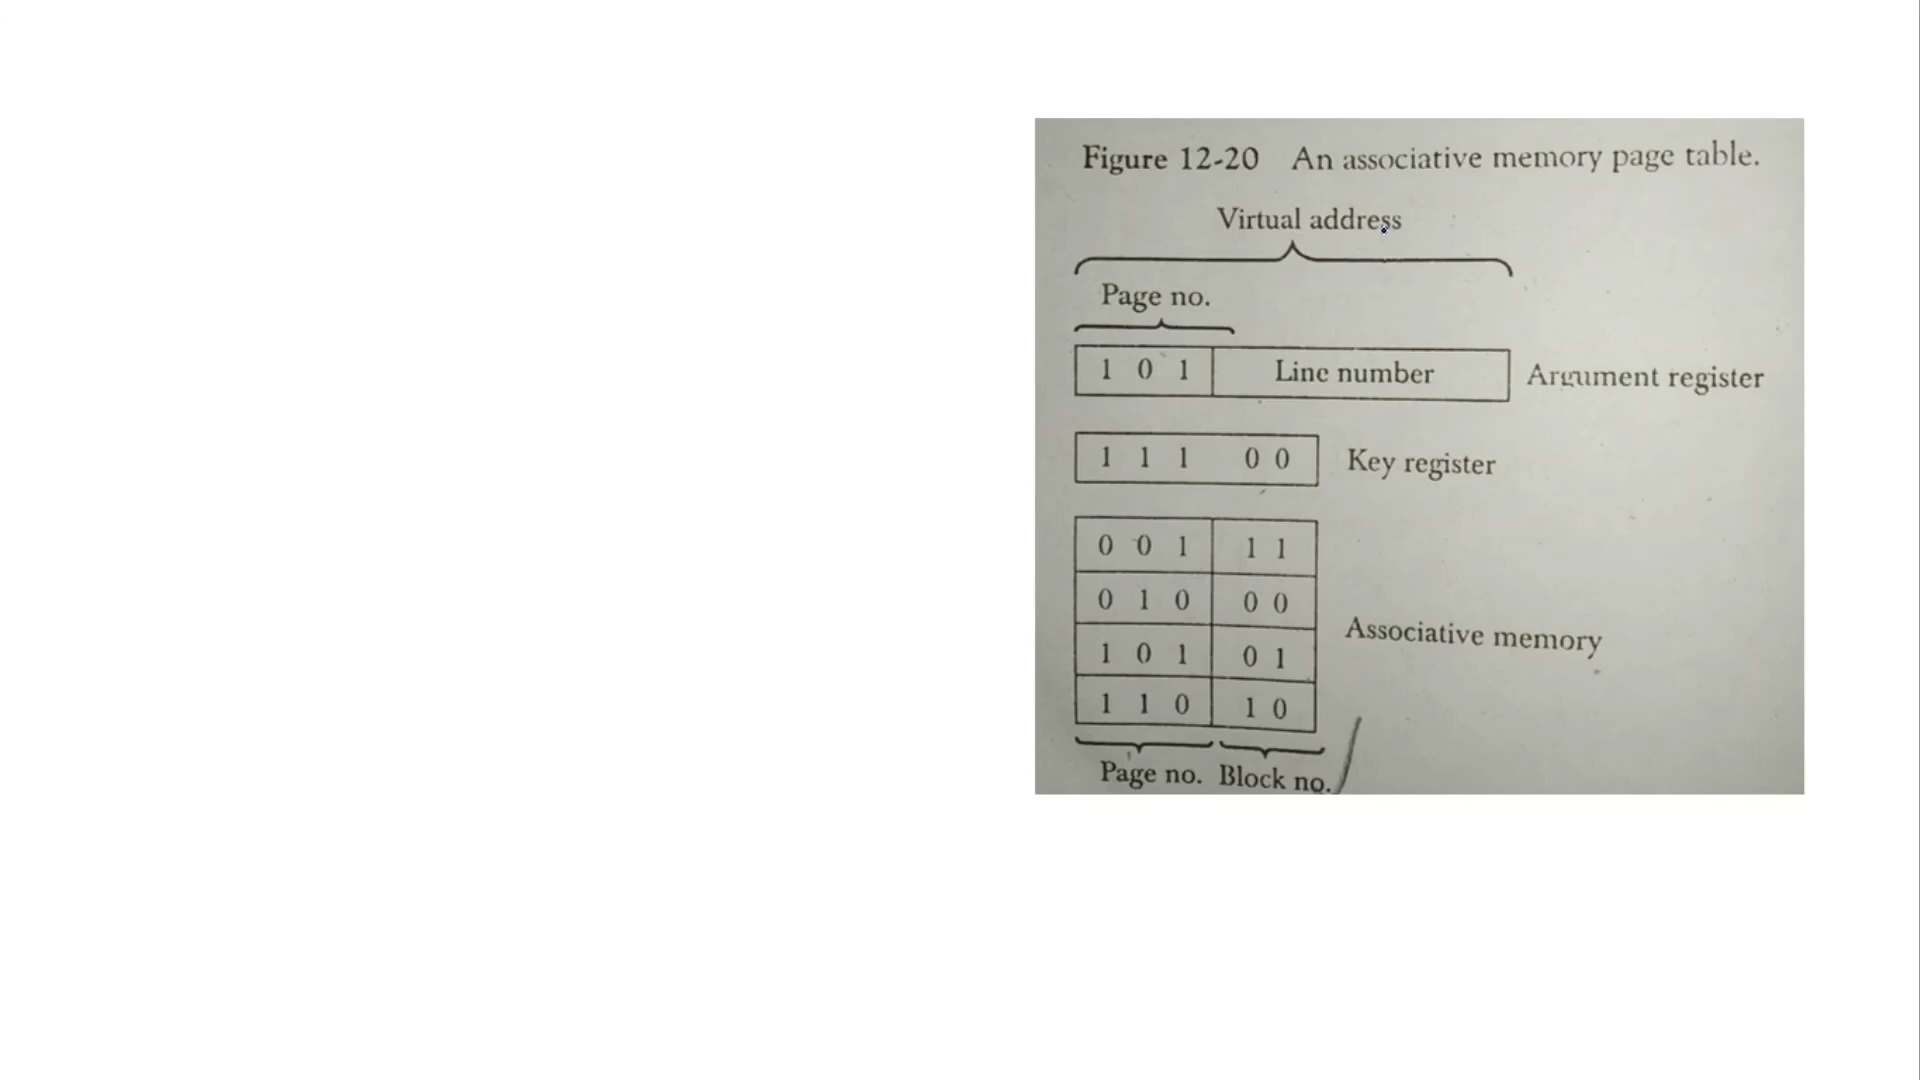 Figure 12-20 An associative memory page table.
Virtual address
Page no.
1 0 1 Line number Argument register
1 1 1 0 0 Key register
0 0 1 1 1
0 1 0 0 0
1 0 1 0 1
1 1 0 1 0
Associative memory
Page no. Block no.